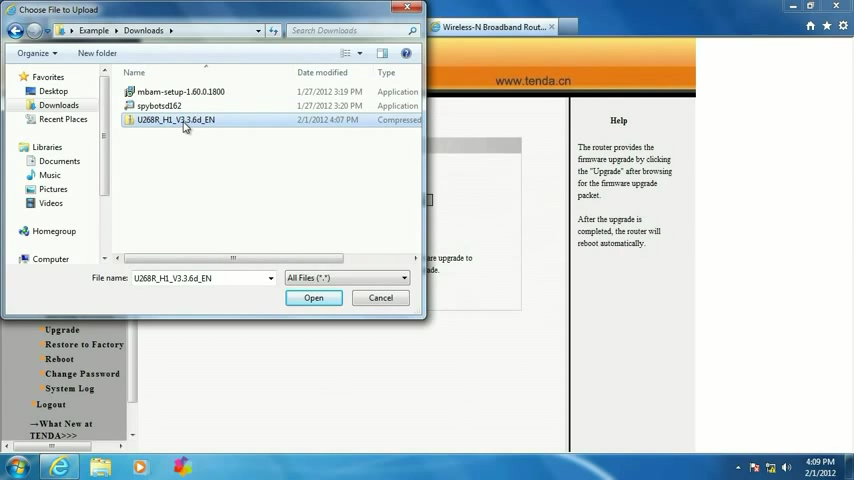 Choose File to Upload
Example
Downloads
Search Downloads
Wireless-N Broadband Rout...
Organize
New folder
Favorites
Desktop
Downloads
Recent Places
Libraries
Documents
Music
Pictures
Videos
Homegroup
Computer
Name
Date modified
Type
mbam-setup-1.60.0.1800
1/27/2012 3:19 PM
Application
spybotsd162
1/27/2012 3:20 PM
Application
U268R_H1_V3.3.6d_EN
2/1/2012 4:07 PM
Compressed
File name:
U268R_H1_V3.3.6d_EN
All Files (*.*)
Open
Cancel
www.tenda.cn
are upgrade to
de.
Help
The router provides the
firmware upgrade by clicking
the "Upgrade" after browsing
for the firmware upgrade
packet.
After the upgrade is
completed, the router will
reboot automatically.
Upgrade
Restore to Factory
Reboot
Change Password
System Log
Logout
→What New at
TENDA>>>
4:09 PM
2/1/2012